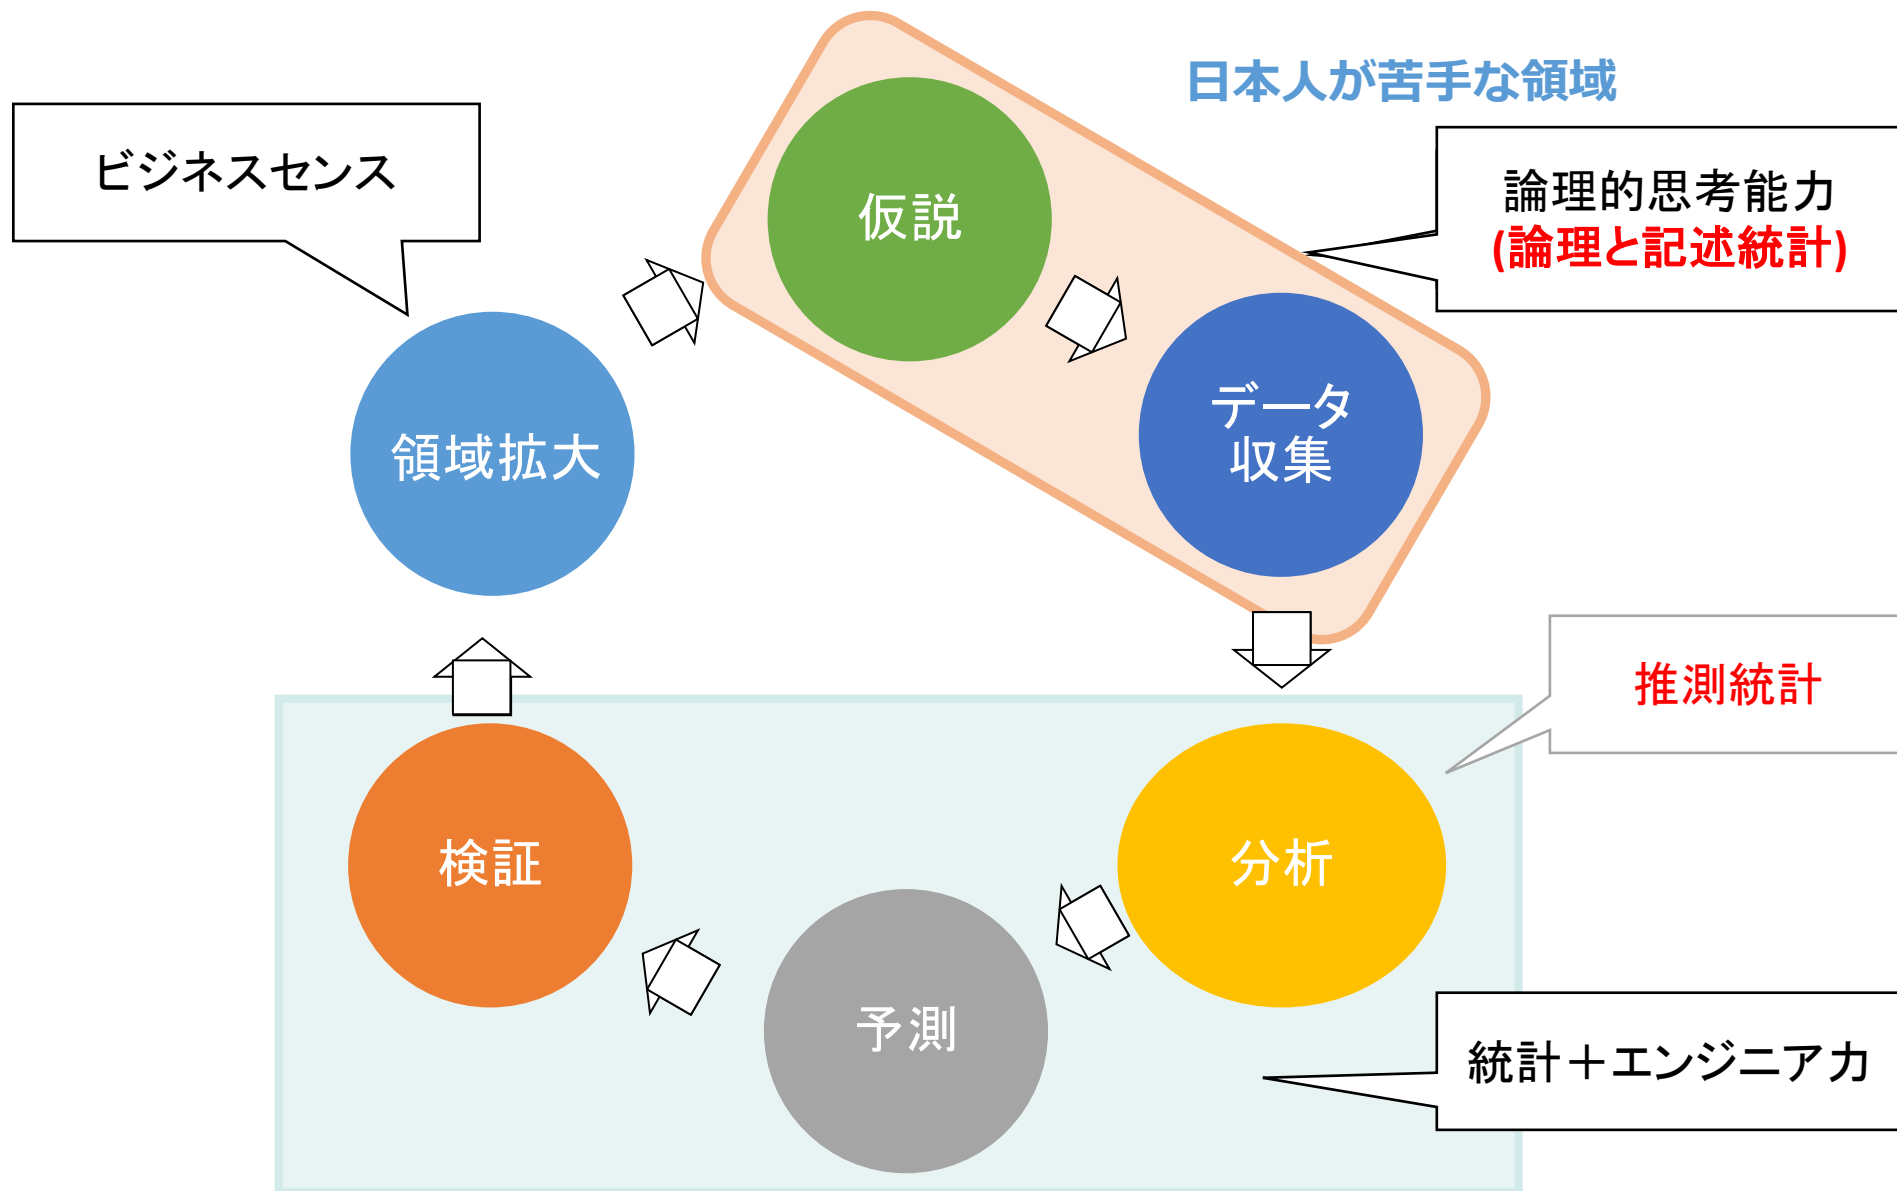 日本人が苦手な領域
ビジネスセンス
論理的思考能力
(論理と記述統計)
仮説
データ
収集
領域拡大
推測統計
検証
分析
予測
統計＋エンジニア力